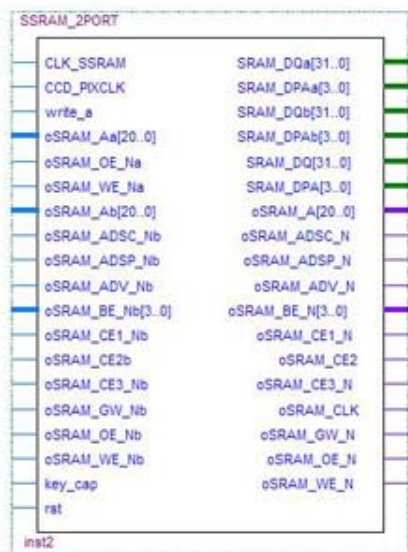 SSRAM_2PORT
CLK_SSRAM SRAM_DQa[31..0]
CCD_PIXCLK SRAM_DPAa[3..0]
write_a SRAM_DQb[31..0]
oSRAM_Aa[20..0] SRAM_DPAb[3..0]
oSRAM_OE_Na SRAM_DQ[31..0]
oSRAM_WE_Na SRAM_DPA[3..0]
oSRAM_Ab[20..0] oSRAM_A[20..0]
oSRAM_ADSC_Nb oSRAM_ADSC_N
oSRAM_ADSP_Nb oSRAM_ADSP_N
oSRAM_ADV_Nb oSRAM_ADV_N
oSRAM_BE_Nb[3..0] oSRAM_BE_N[3..0]
oSRAM_CE1_Nb oSRAM_CE1_N
oSRAM_CE2b oSRAM_CE2
oSRAM_CE3_Nb oSRAM_CE3_N
oSRAM_GW_Nb oSRAM_CLK
oSRAM_OE_Nb oSRAM_GW_N
oSRAM_WE_Nb oSRAM_OE_N
key_cap oSRAM_WE_N
rst
inst2